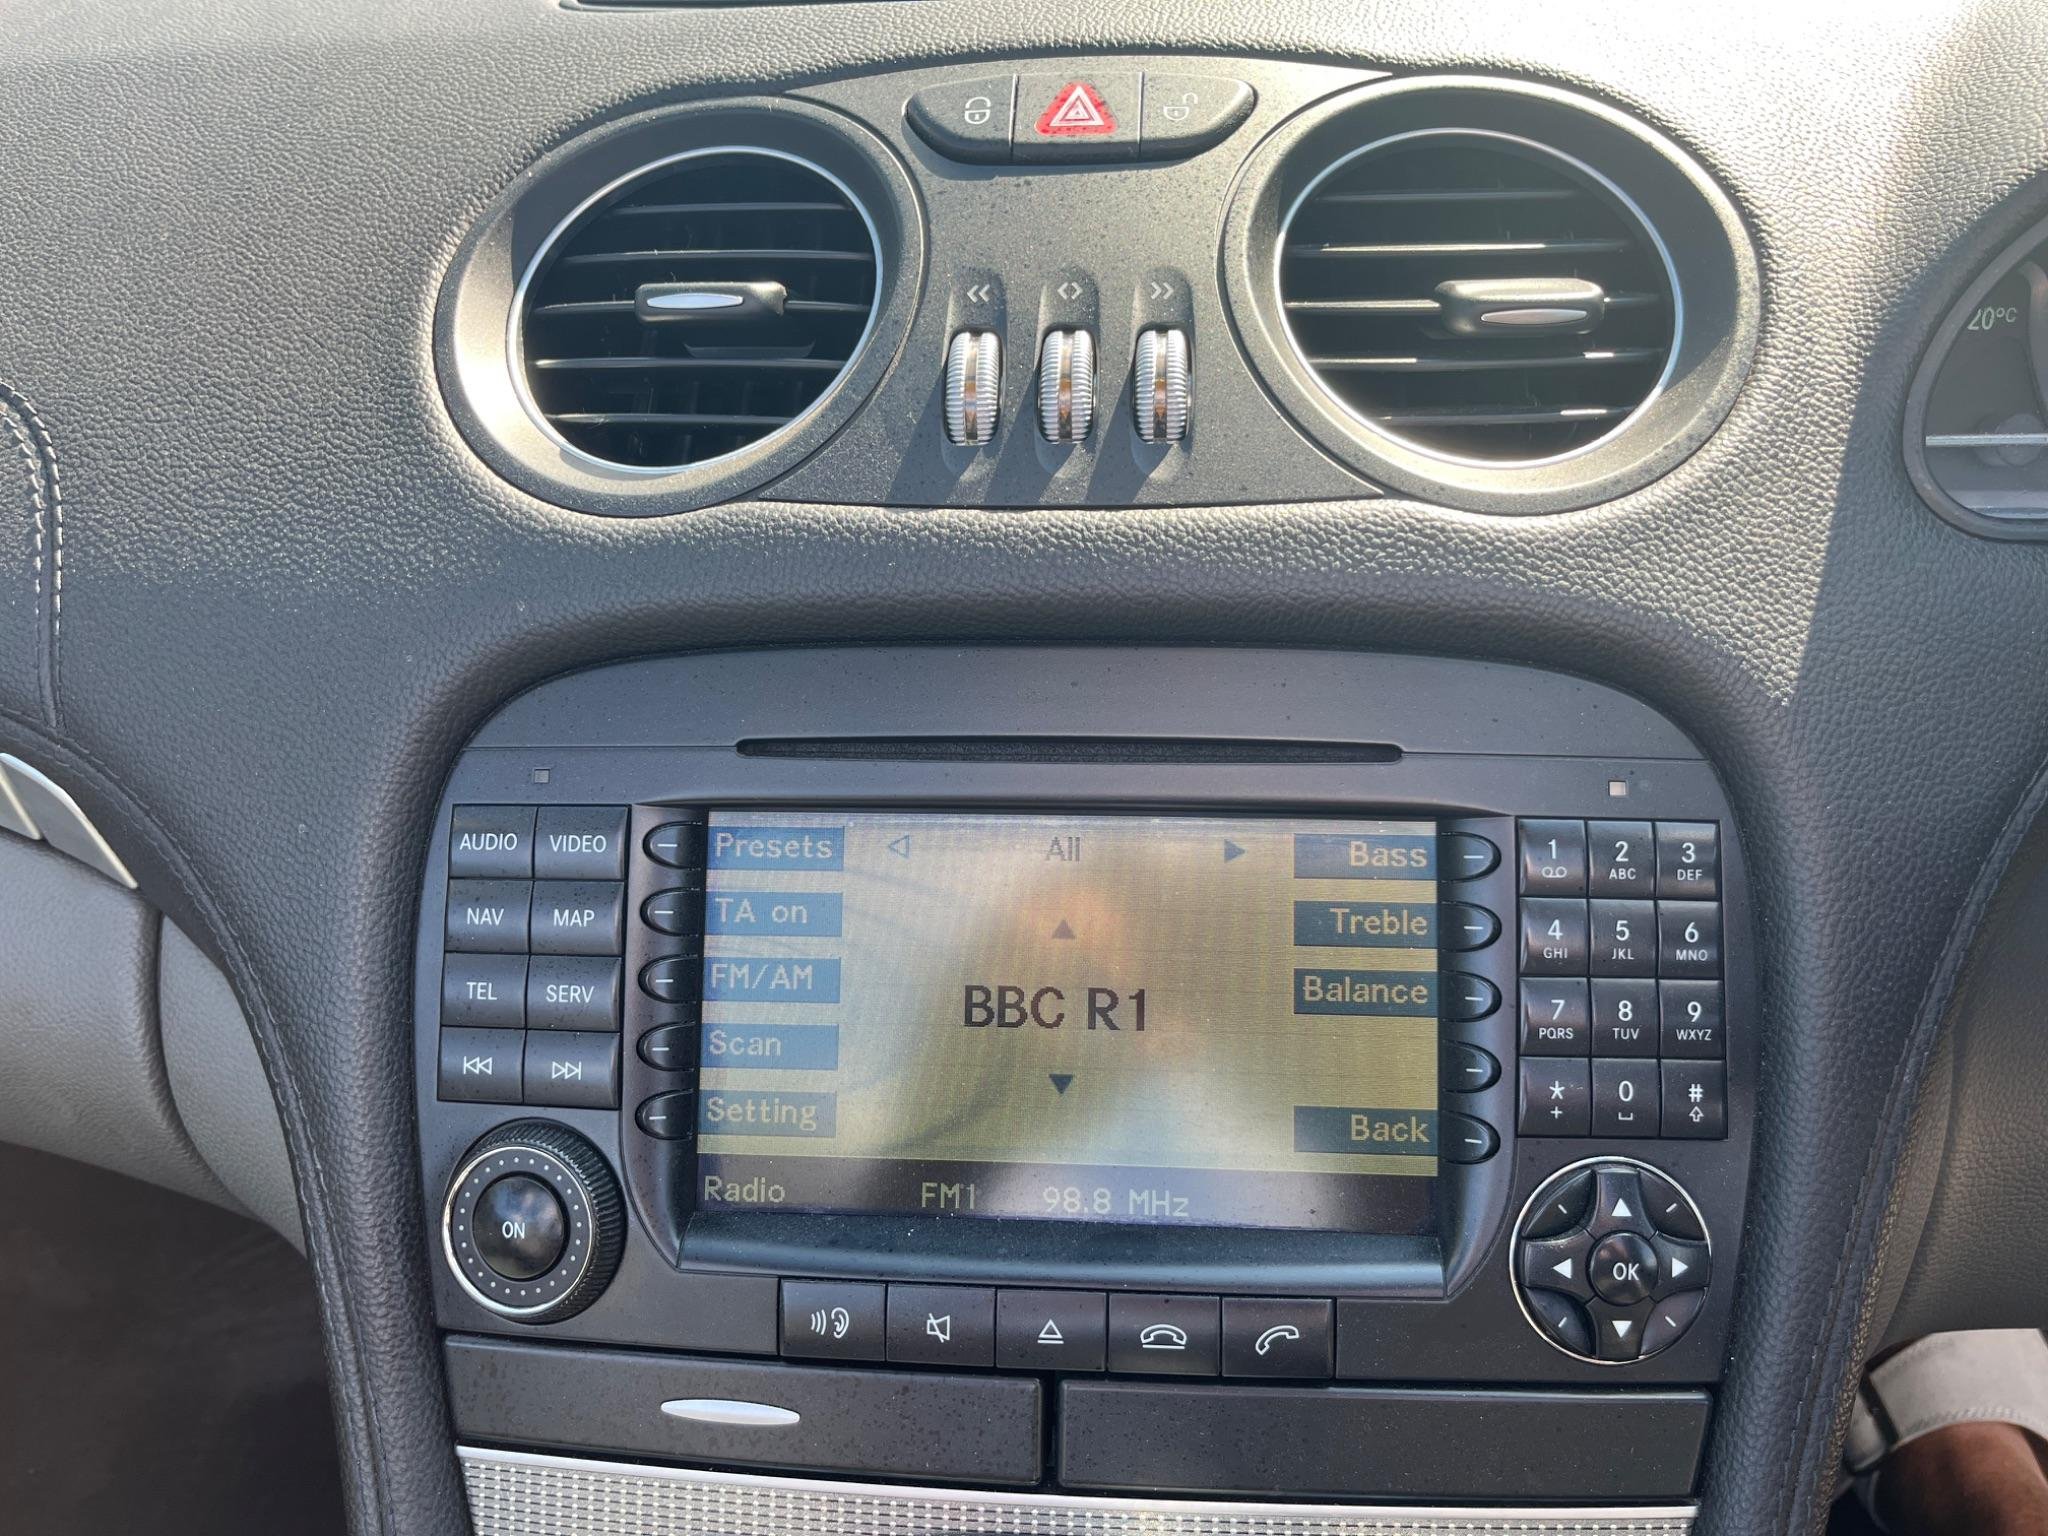 20°C
AUDIO VIDEO
NAV MAP
TEL SERV
ON
Presets All Bass
TA on Treble
FM/AM Balance
BBC R1
Scan
Setting Back
Radio FM1 98.8 MHz
1 2 3
ABC DEF
4 5 6
GHI JKL MNO
7 8 9
PQRS TUV WXYZ
* 0 #
+
OK